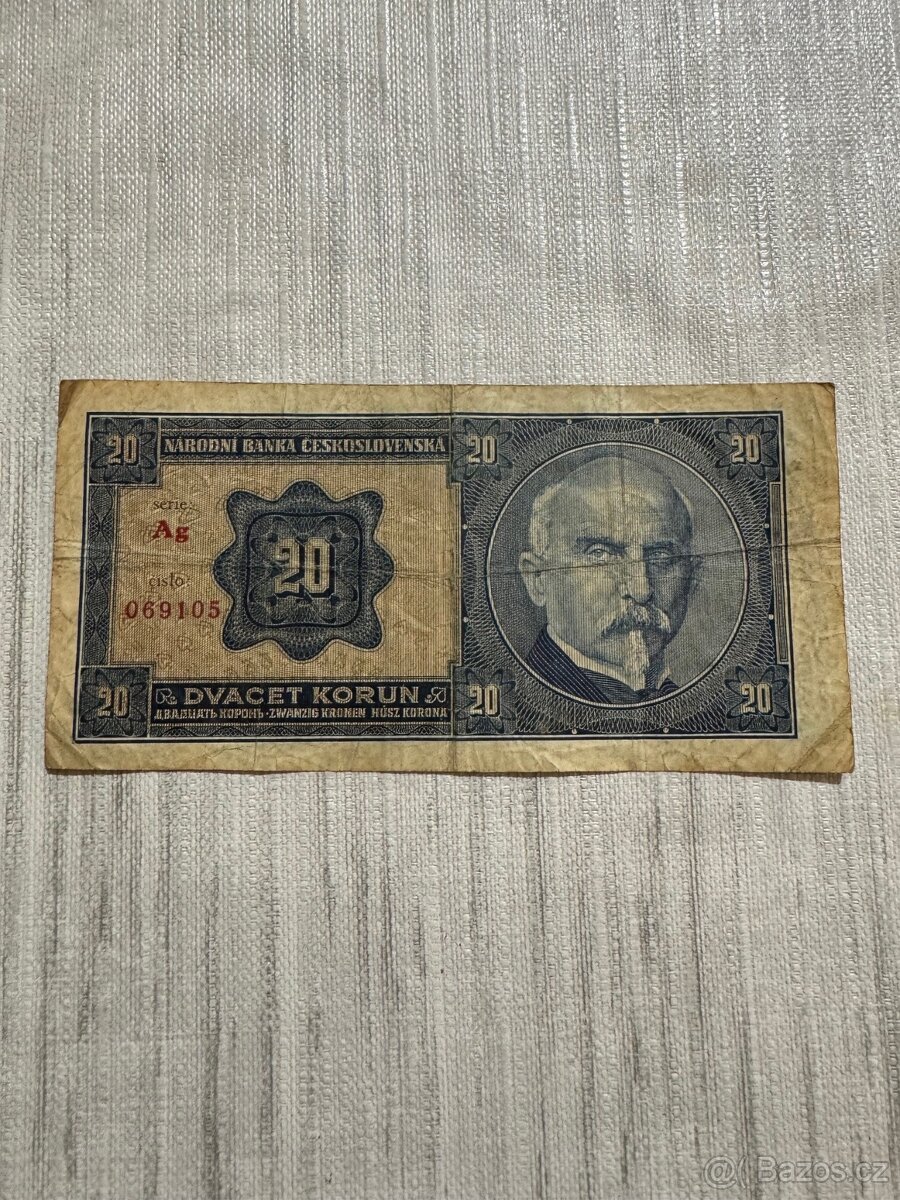 20 NÁRODNÍ BANKA ČESKOSLOVENSKÁ 20 20
serie:
Ag
20
číslo:
069105
20 DVACET KORUN 20 20
ДВАДЦАТЬ КОРОНЪ · ZWANZIG KRONEN HÚSZ KORONA
@( Bazos.cz